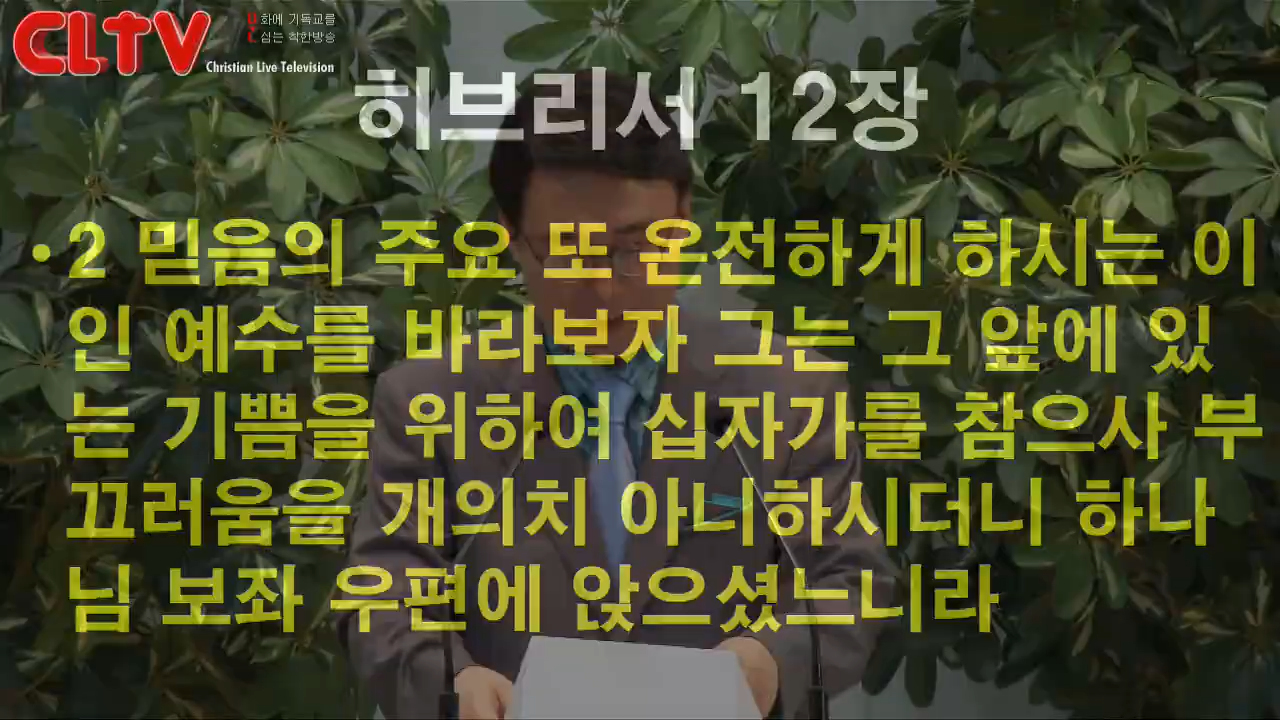 CLTV
화에 기독교를
심는 착한방송
Christian Live Television
히브리서 12장
• 2 믿음의 주요 또 온전하게 하시는 이
인 예수를 바라보자 그는 그 앞에 있
는 기쁨을 위하여 십자가를 참으사 부
끄러움을 개의치 아니하시더니 하나
님 보좌 우편에 앉으셨느니라